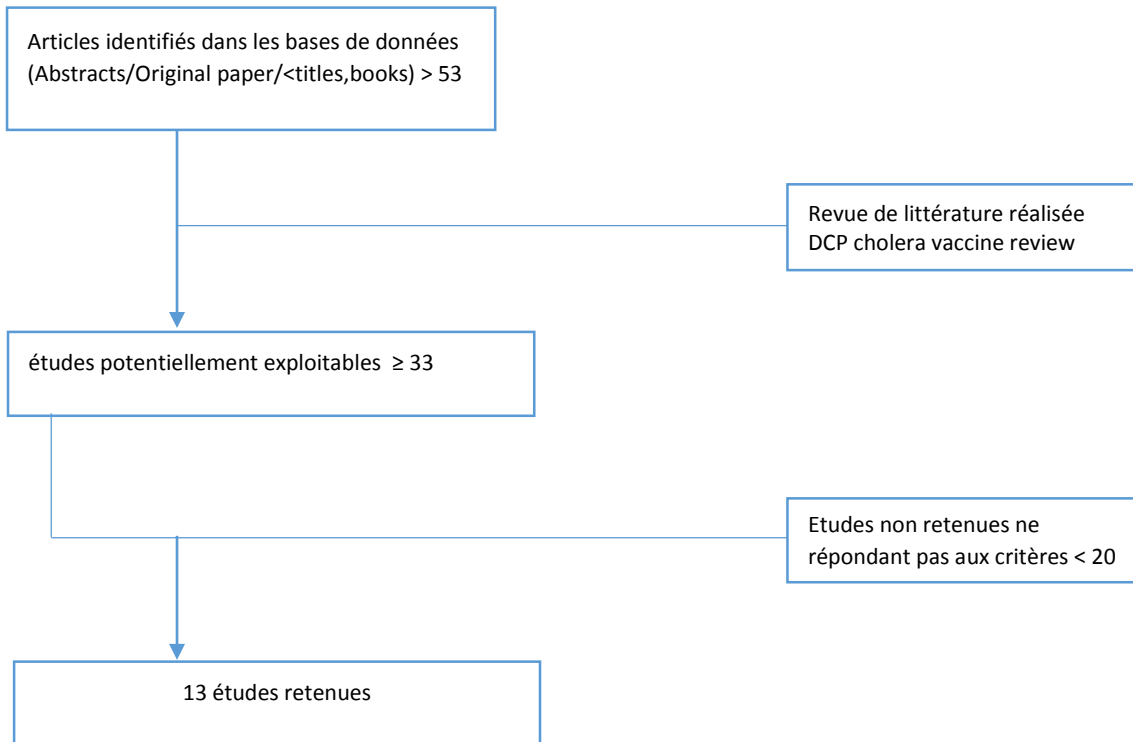 Articles identifiés dans les bases de données
(Abstracts/Original paper/<titles,books) > 53
Revue de littérature réalisée
DCP cholera vaccine review
études potentiellement exploitables ≥ 33
Etudes non retenues ne
répondant pas aux critères < 20
13 études retenues